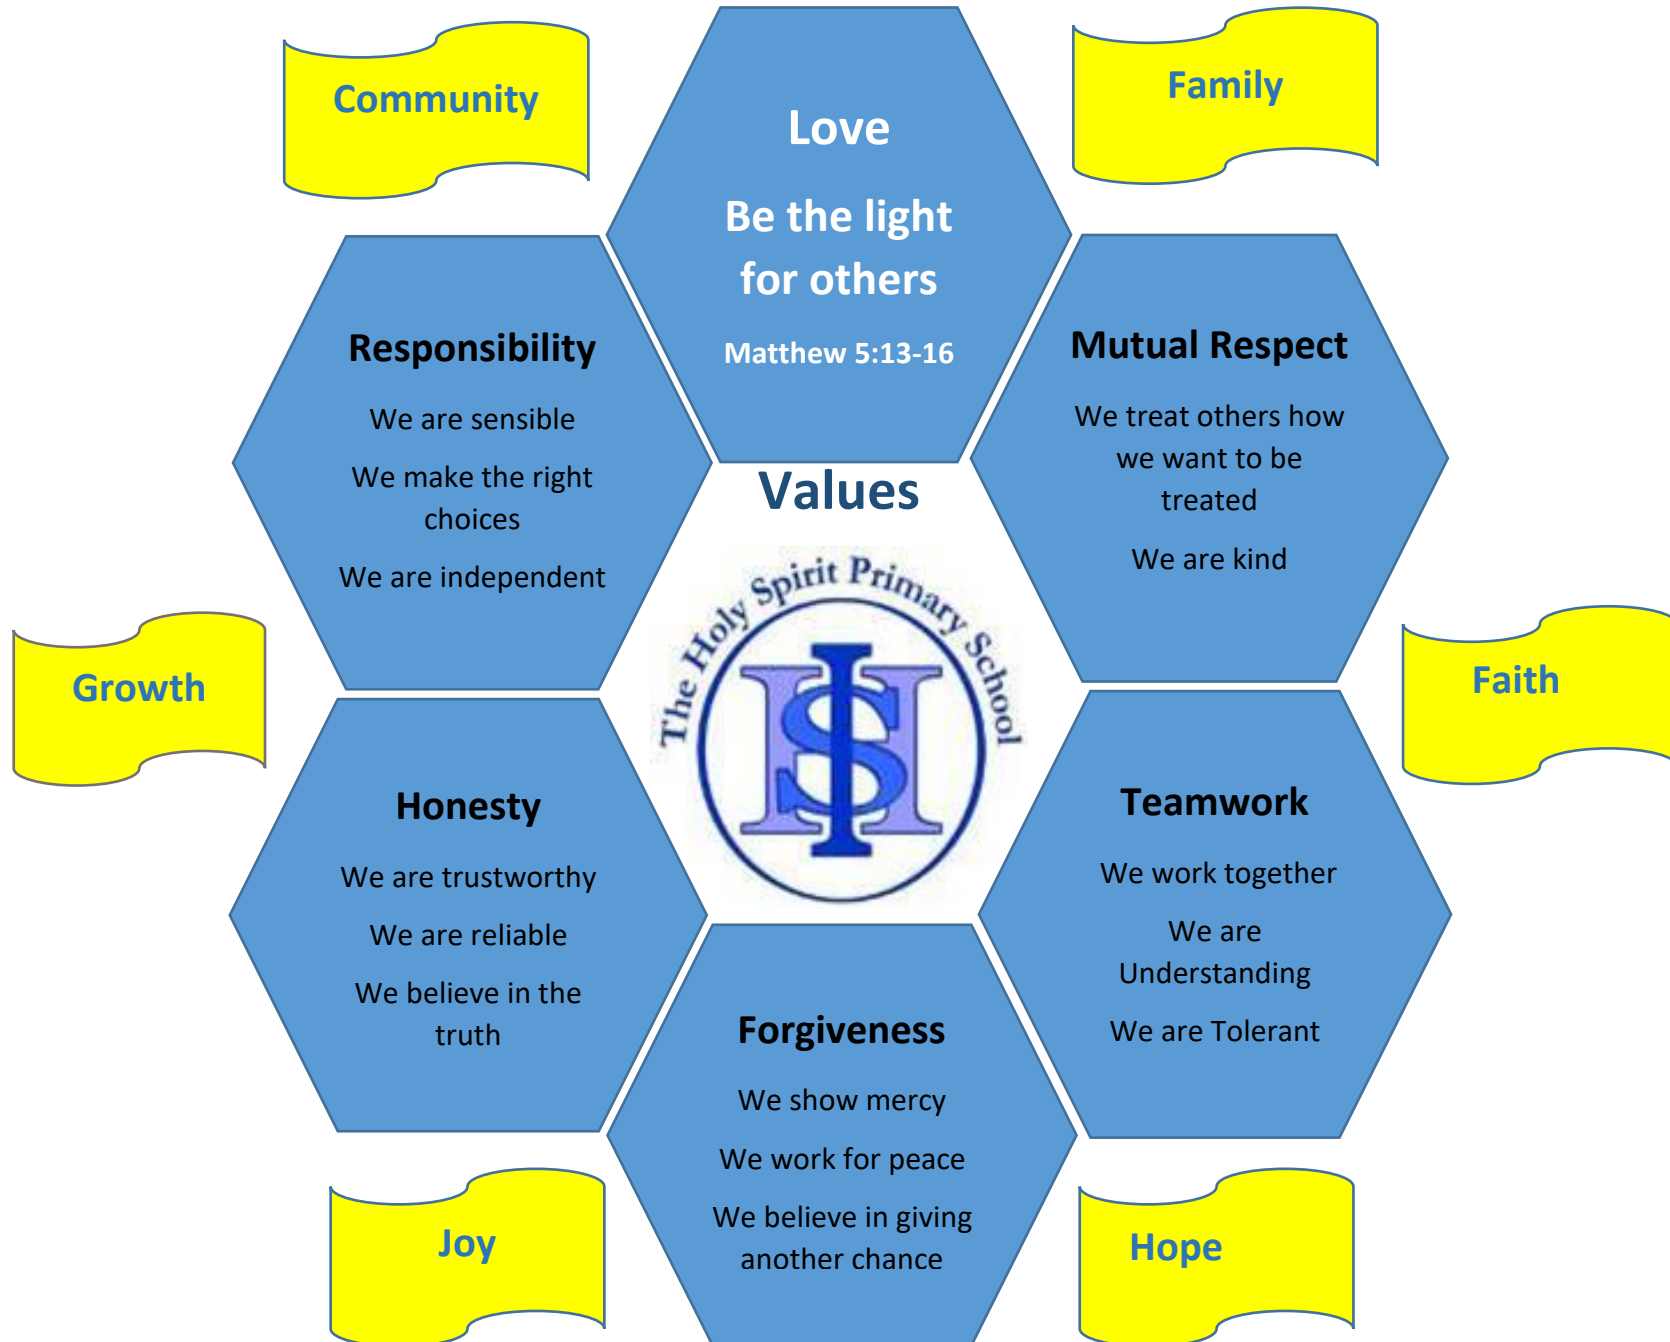 Community
Family
Love
Be the light
for others
Matthew 5:13-16
Responsibility
We are sensible
We make the right
choices
We are independent
Mutual Respect
We treat others how
we want to be
treated
We are kind
Values
The Holy Spirit Primary School
IHS
Growth
Faith
Honesty
We are trustworthy
We are reliable
We believe in the
truth
Teamwork
We work together
We are
Understanding
We are Tolerant
Forgiveness
We show mercy
We work for peace
We believe in giving
another chance
Joy
Hope